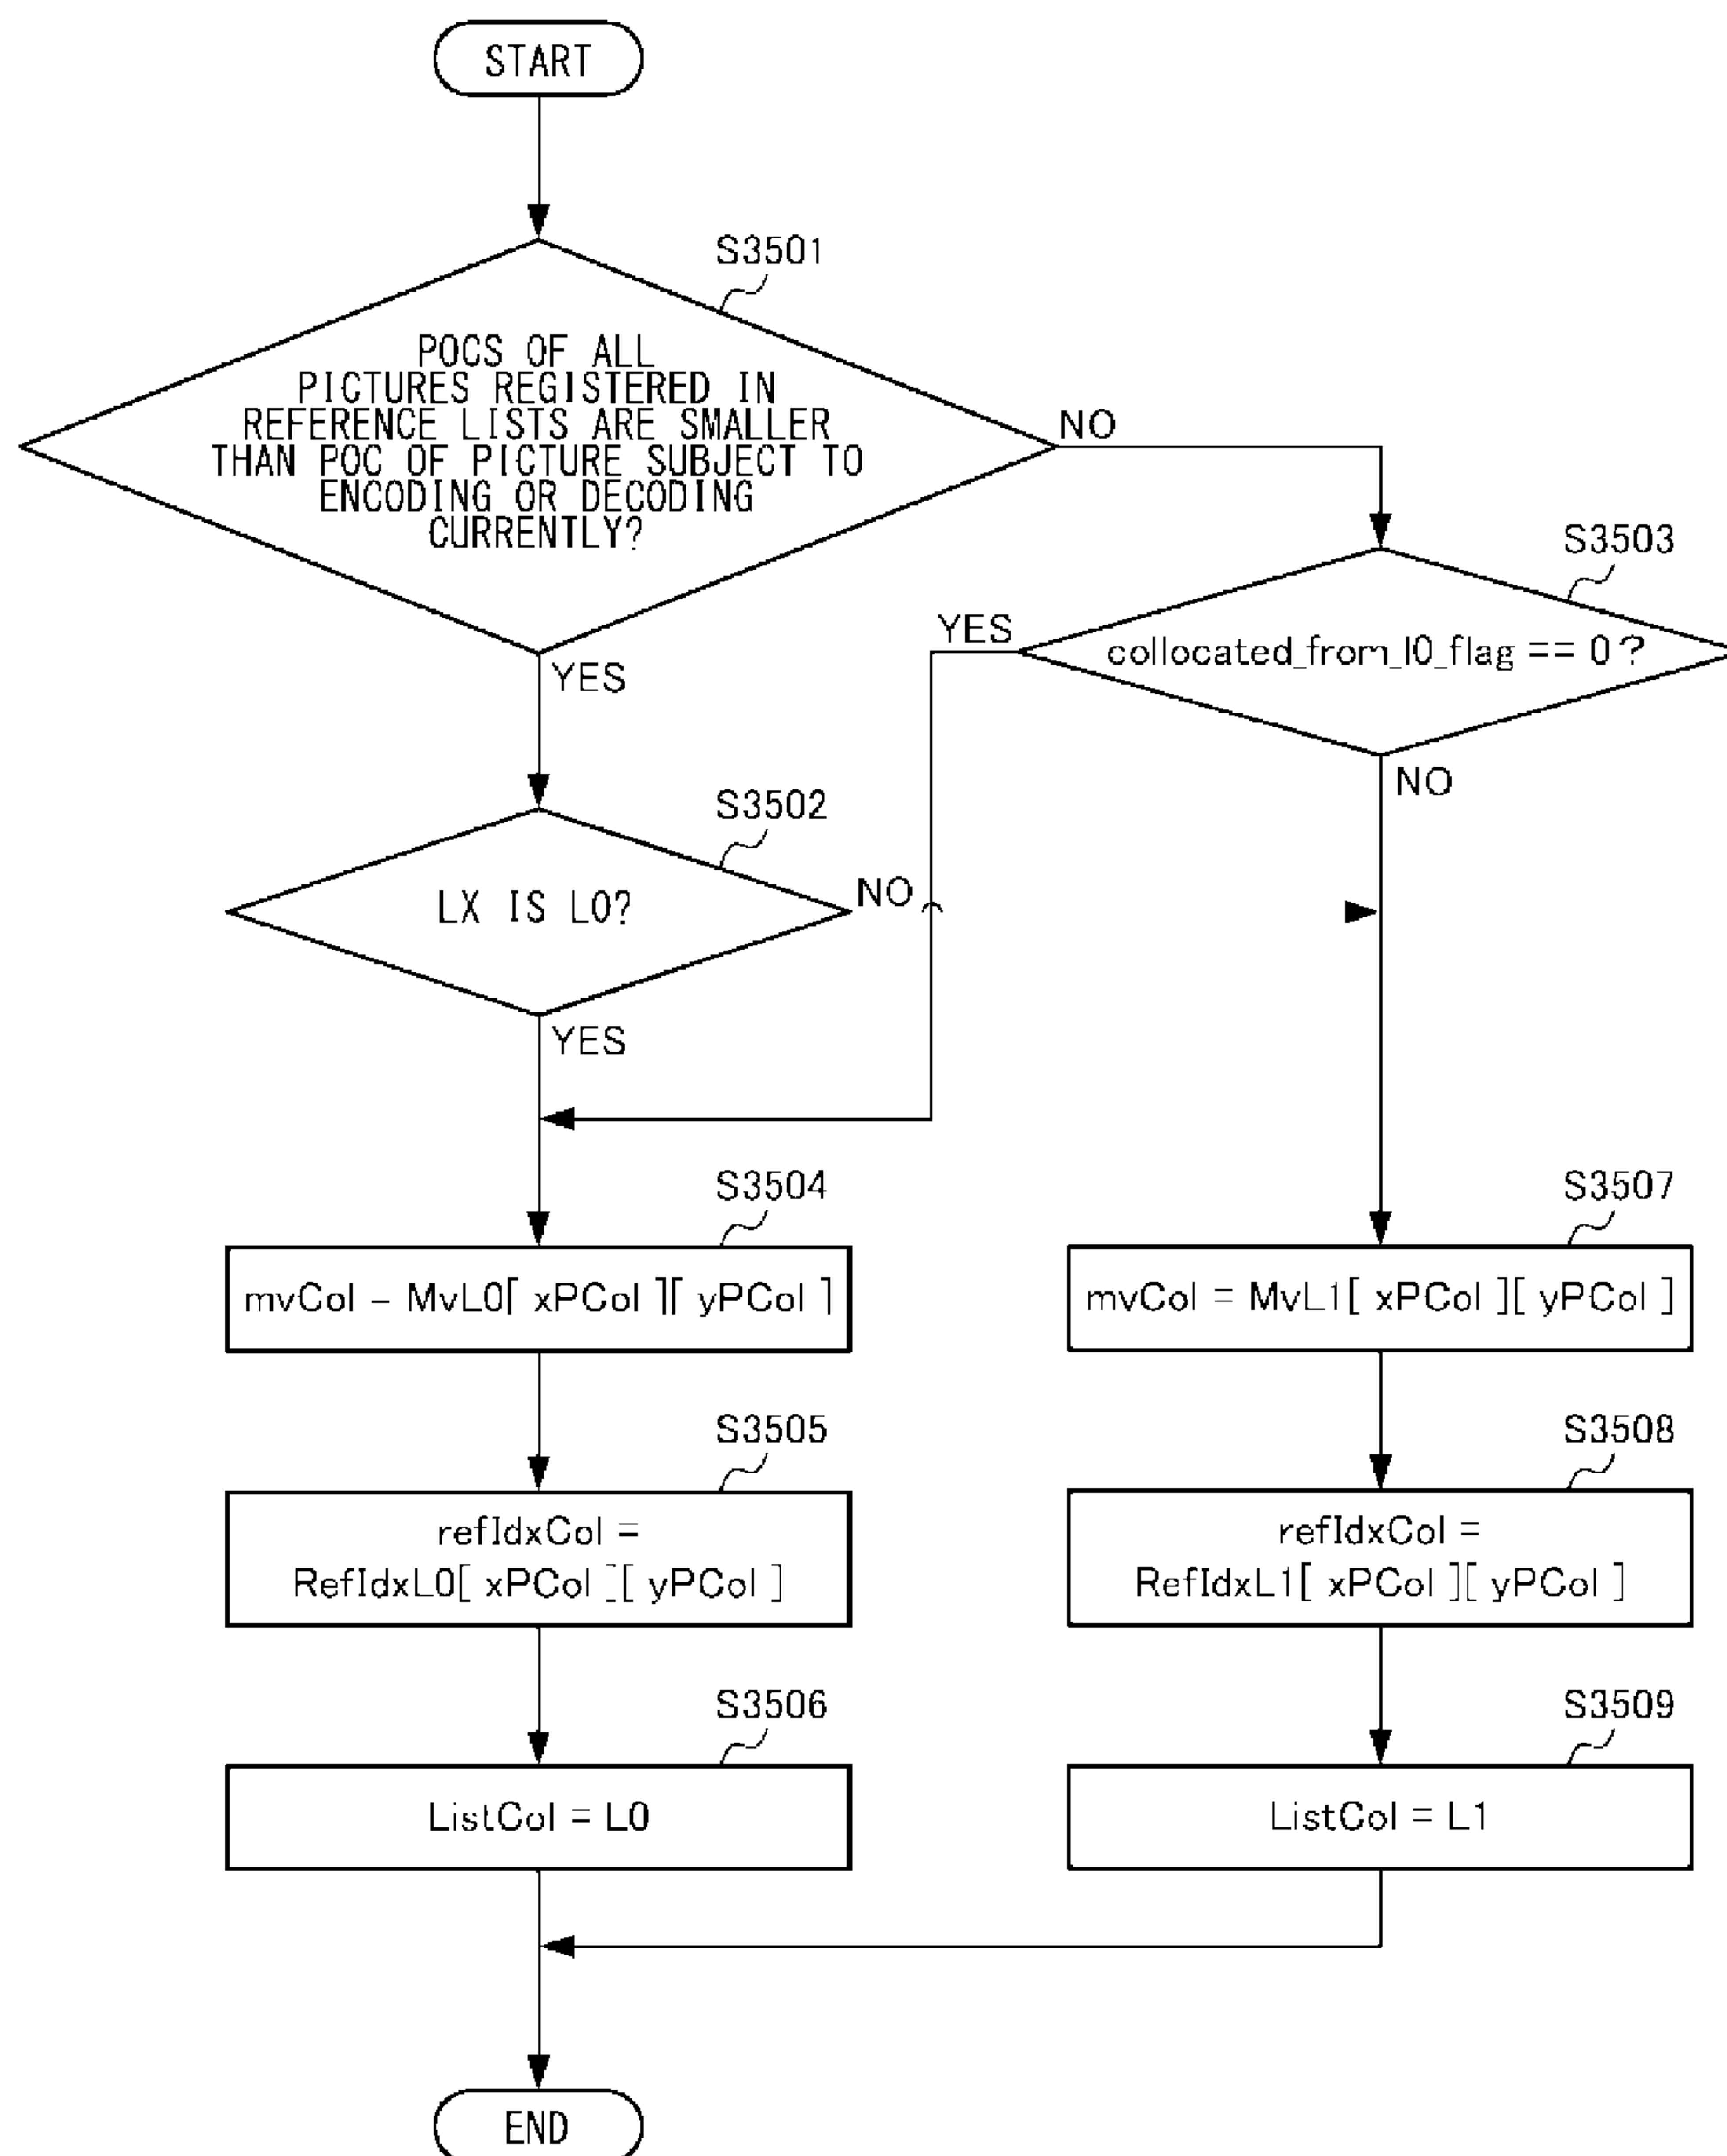 START
S3501
POCS OF ALL
PICTURES REGISTERED IN
REFERENCE LISTS ARE SMALLER
THAN POC OF PICTURE SUBJECT TO
ENCODING OR DECODING
CURRENTLY?
NO
YES
S3503
YES
collocated_from_l0_flag == 0 ?
NO
S3502
LX IS L0?
NO
YES
S3504
mvCol = MvL0[ xPCol ][ yPCol ]
S3507
mvCol = MvL1[ xPCol ][ yPCol ]
S3505
refIdxCol =
RefIdxL0[ xPCol ][ yPCol ]
S3508
refIdxCol =
RefIdxL1[ xPCol ][ yPCol ]
S3506
ListCol = L0
S3509
ListCol = L1
END